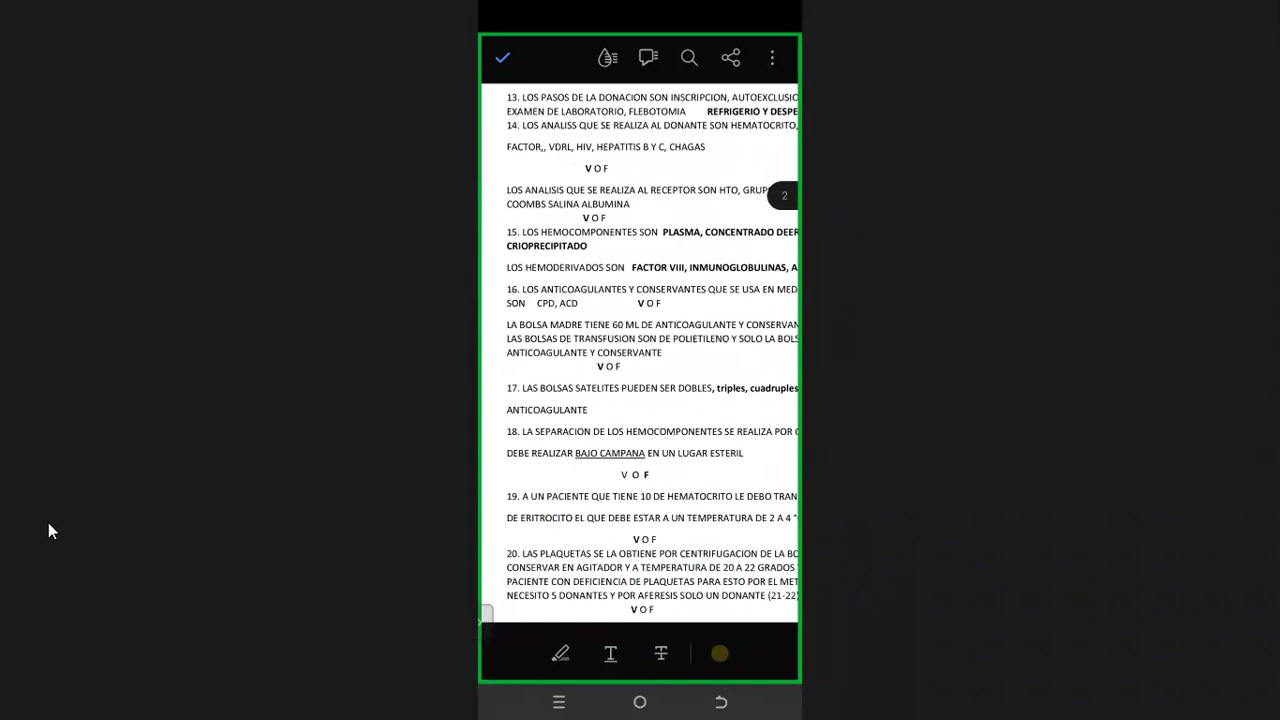 13. LOS PASOS DE LA DONACION SON INSCRIPCION, AUTOEXCLUSIO
EXAMEN DE LABORATORIO, FLEBOTOMIA REFRIGERIO Y DESPE
14. LOS ANALISS QUE SE REALIZA AL DONANTE SON HEMATOCRITO,
FACTOR,, VDRL, HIV, HEPATITIS B Y C, CHAGAS
V O F
LOS ANALISIS QUE SE REALIZA AL RECEPTOR SON HTO, GRUP
2
COOMBS SALINA ALBUMINA
V O F
15. LOS HEMOCOMPONENTES SON PLASMA, CONCENTRADO DEER
CRIOPRECIPITADO
LOS HEMODERIVADOS SON FACTOR VIII, INMUNOGLOBULINAS, A
16. LOS ANTICOAGULANTES Y CONSERVANTES QUE SE USA EN MED
SON CPD, ACD V O F
LA BOLSA MADRE TIENE 60 ML DE ANTICOAGULANTE Y CONSERVAN
LAS BOLSAS DE TRANSFUSION SON DE POLIETILENO Y SOLO LA BOLS
ANTICOAGULANTE Y CONSERVANTE
V O F
17. LAS BOLSAS SATELITES PUEDEN SER DOBLES, triples, cuadruples
ANTICOAGULANTE
18. LA SEPARACION DE LOS HEMOCOMPONENTES SE REALIZA POR C
DEBE REALIZAR BAJO CAMPANA EN UN LUGAR ESTERIL
V O F
19. A UN PACIENTE QUE TIENE 10 DE HEMATOCRITO LE DEBO TRAN
DE ERITROCITO EL QUE DEBE ESTAR A UN TEMPERATURA DE 2 A 4 °
V O F
20. LAS PLAQUETAS SE LA OBTIENE POR CENTRIFUGACION DE LA BO
CONSERVAR EN AGITADOR Y A TEMPERATURA DE 20 A 22 GRADOS
PACIENTE CON DEFICIENCIA DE PLAQUETAS PARA ESTO POR EL MET
NECESITO 5 DONANTES Y POR AFERESIS SOLO UN DONANTE (21-22)
V O F